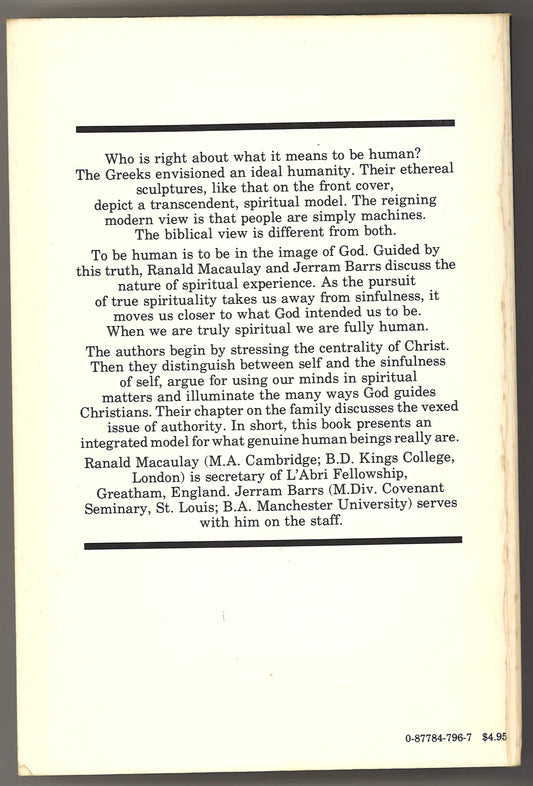 Who is right about what it means to be human?
The Greeks envisioned an ideal humanity. Their ethereal
sculptures, like that on the front cover,
depict a transcendent, spiritual model. The reigning
modern view is that people are simply machines.
The biblical view is different from both.
To be human is to be in the image of God. Guided by
this truth, Ranald Macaulay and Jerram Barrs discuss the
nature of spiritual experience. As the pursuit
of true spirituality takes us away from sinfulness, it
moves us closer to what God intended us to be.
When we are truly spiritual we are fully human.
The authors begin by stressing the centrality of Christ.
Then they distinguish between self and the sinfulness
of self, argue for using our minds in spiritual
matters and illuminate the many ways God guides
Christians. Their chapter on the family discusses the vexed
issue of authority. In short, this book presents an
integrated model for what genuine human beings really are.
Ranald Macaulay (M.A. Cambridge; B.D. Kings College,
London) is secretary of L'Abri Fellowship,
Greatham, England. Jerram Barrs (M.Div. Covenant
Seminary, St. Louis; B.A. Manchester University) serves
with him on the staff.
0-87784-796-7 $4.95